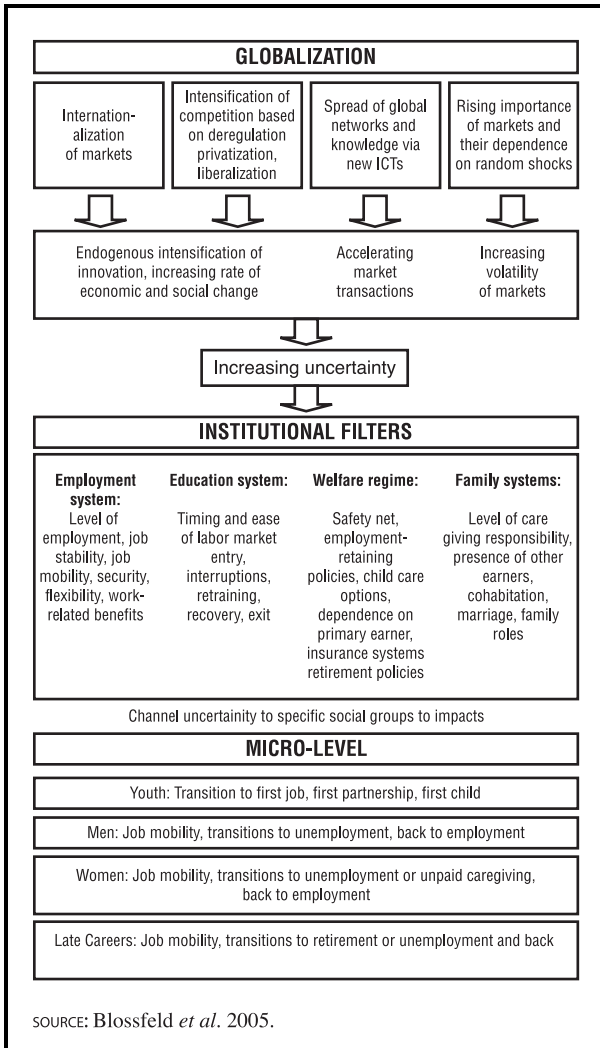 GLOBALIZATION
Internation-
alization
of markets
Intensification of
competition based
on deregulation
privatization,
liberalization
Spread of global
networks and
knowledge via
new ICTs
Rising importance
of markets and
their dependence
on random shocks
Endogenous intensification of
innovation, increasing rate of
economic and social change
Accelerating
market
transactions
Increasing
volatility
of markets
Increasing uncertainty
INSTITUTIONAL FILTERS
Employment
system:
Level of
employment, job
stability, job
mobility, security,
flexibility, work-
related benefits
Education system:
Timing and ease
of labor market
entry,
interruptions,
retraining,
recovery, exit
Welfare regime:
Safety net,
employment-
retaining
policies, child care
options,
dependence on
primary earner,
insurance systems
retirement policies
Family systems:
Level of care
giving responsibility,
presence of other
earners,
cohabitation,
marriage, family
roles
Channel uncertainity to specific social groups to impacts
MICRO-LEVEL
Youth: Transition to first job, first partnership, first child
Men: Job mobility, transitions to unemployment, back to employment
Women: Job mobility, transitions to unemployment or unpaid caregiving,
back to employment
Late Careers: Job mobility, transitions to retirement or unemployment and back
SOURCE: Blossfeld et al. 2005.